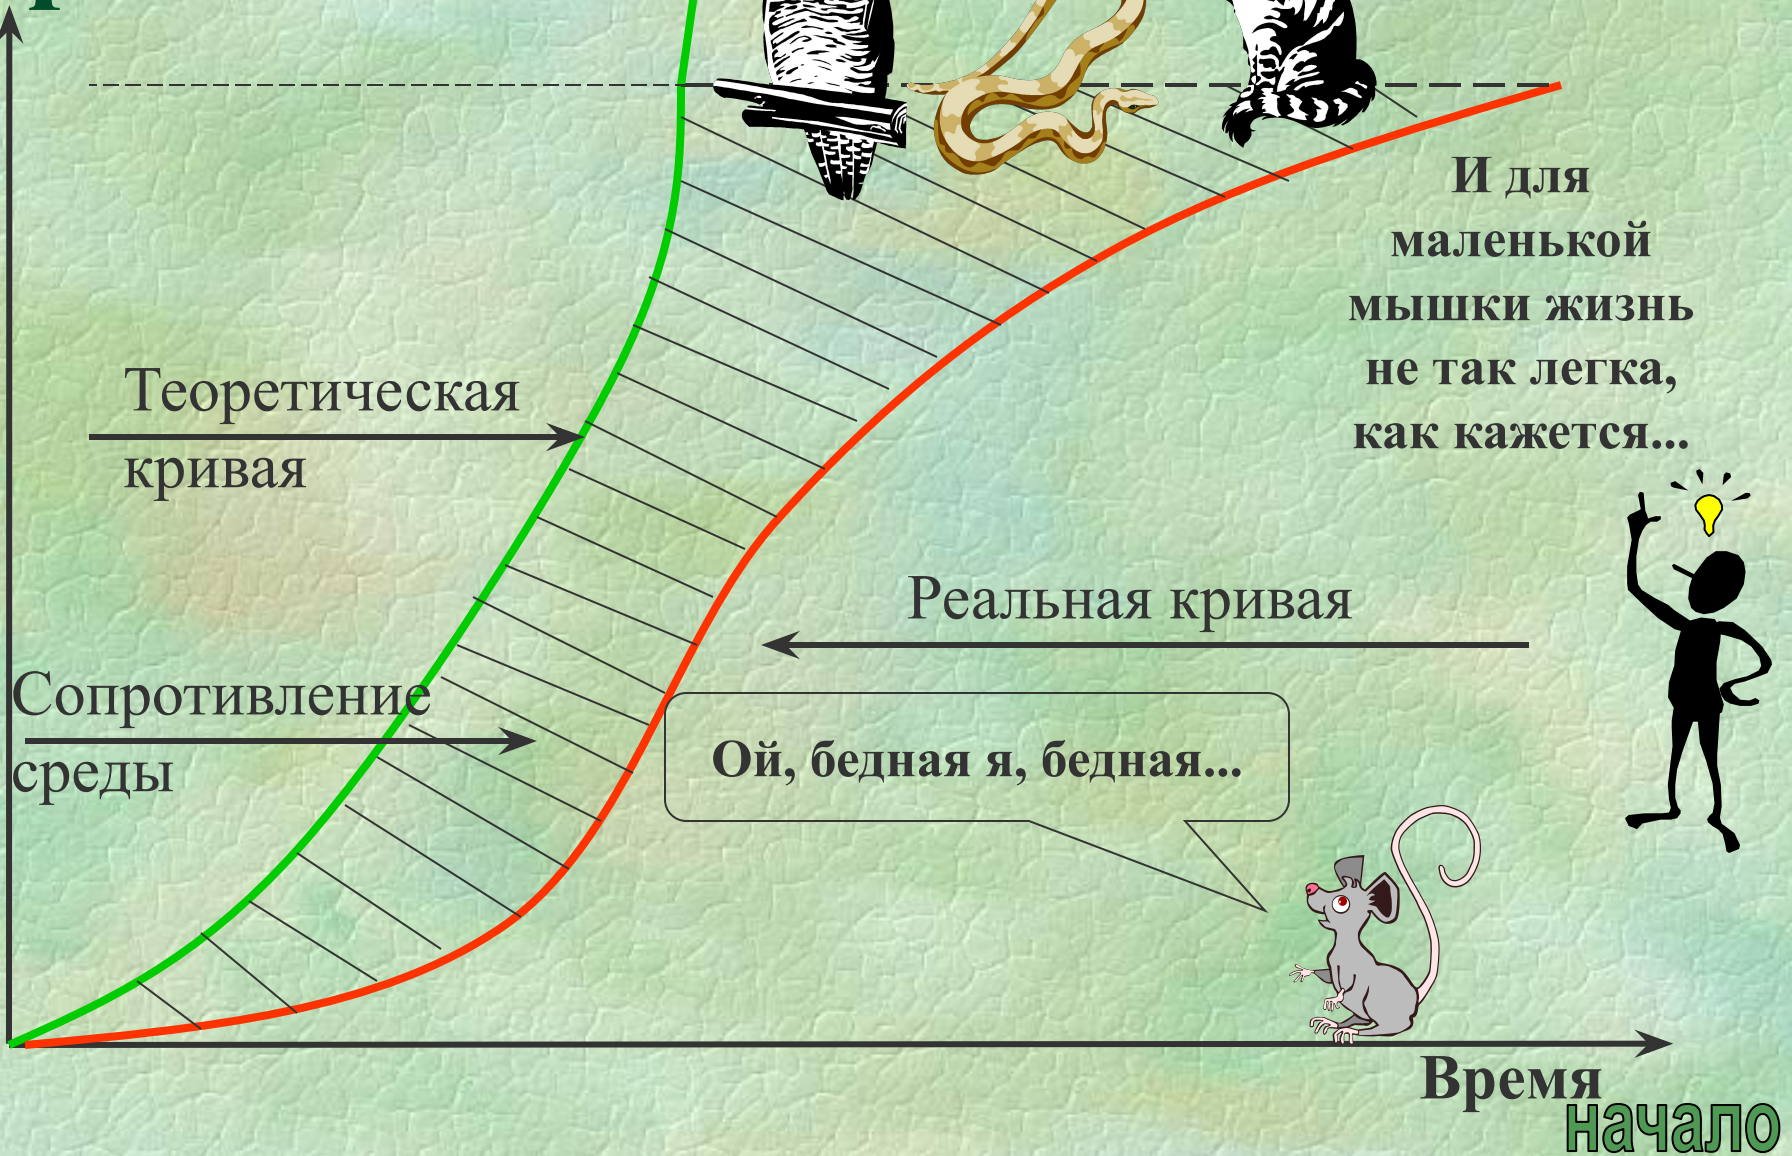 И для
маленькой
мышки жизнь
не так легка,
как кажется...
Теоретическая
кривая
Реальная кривая
Сопротивление
среды
Ой, бедная я, бедная...
Время
начало